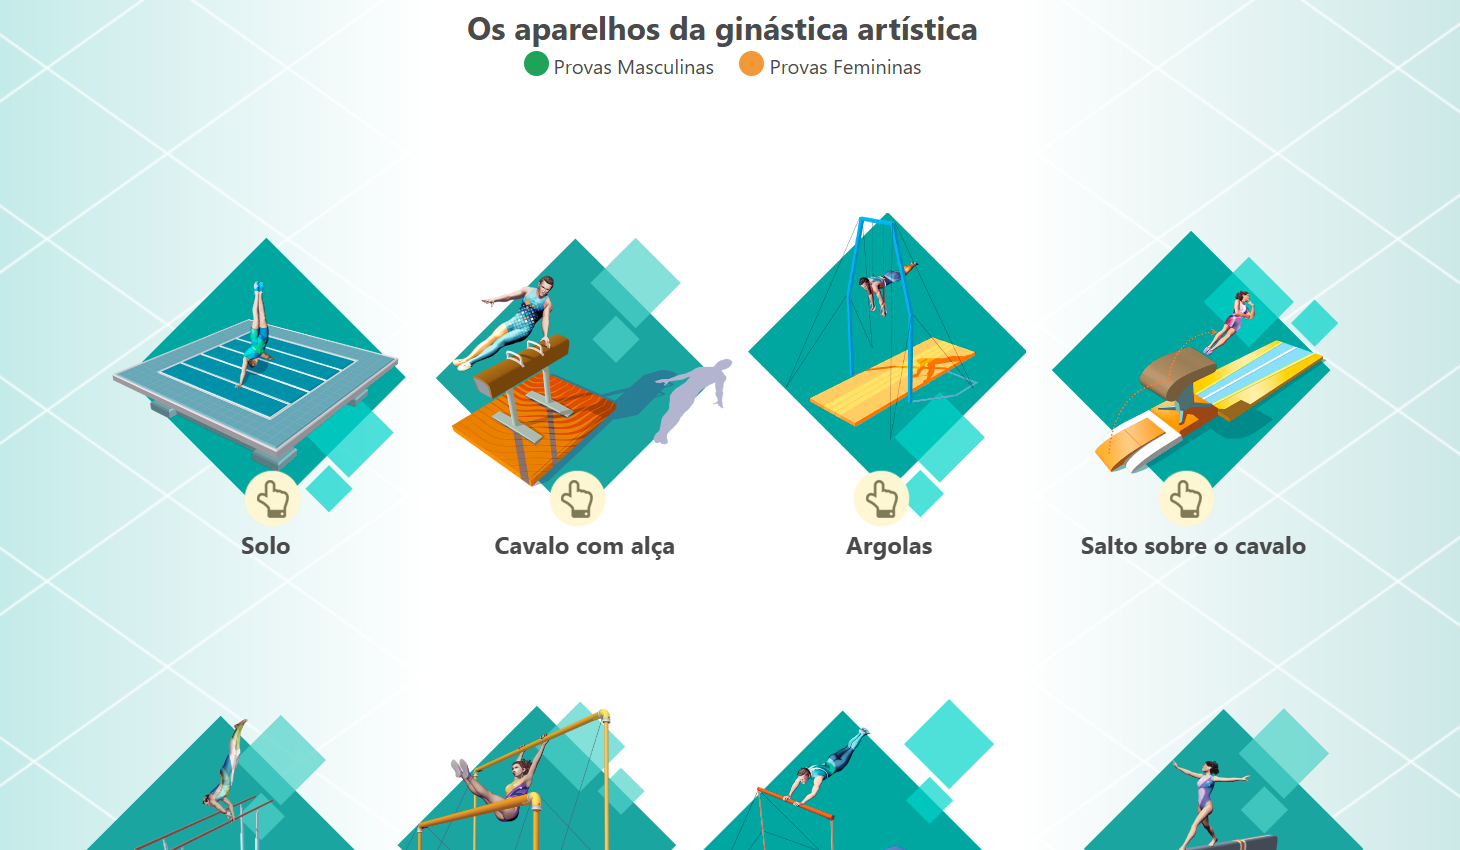 Os aparelhos da ginástica artística
Provas Masculinas Provas Femininas
Solo
Cavalo com alça
Argolas
Salto sobre o cavalo